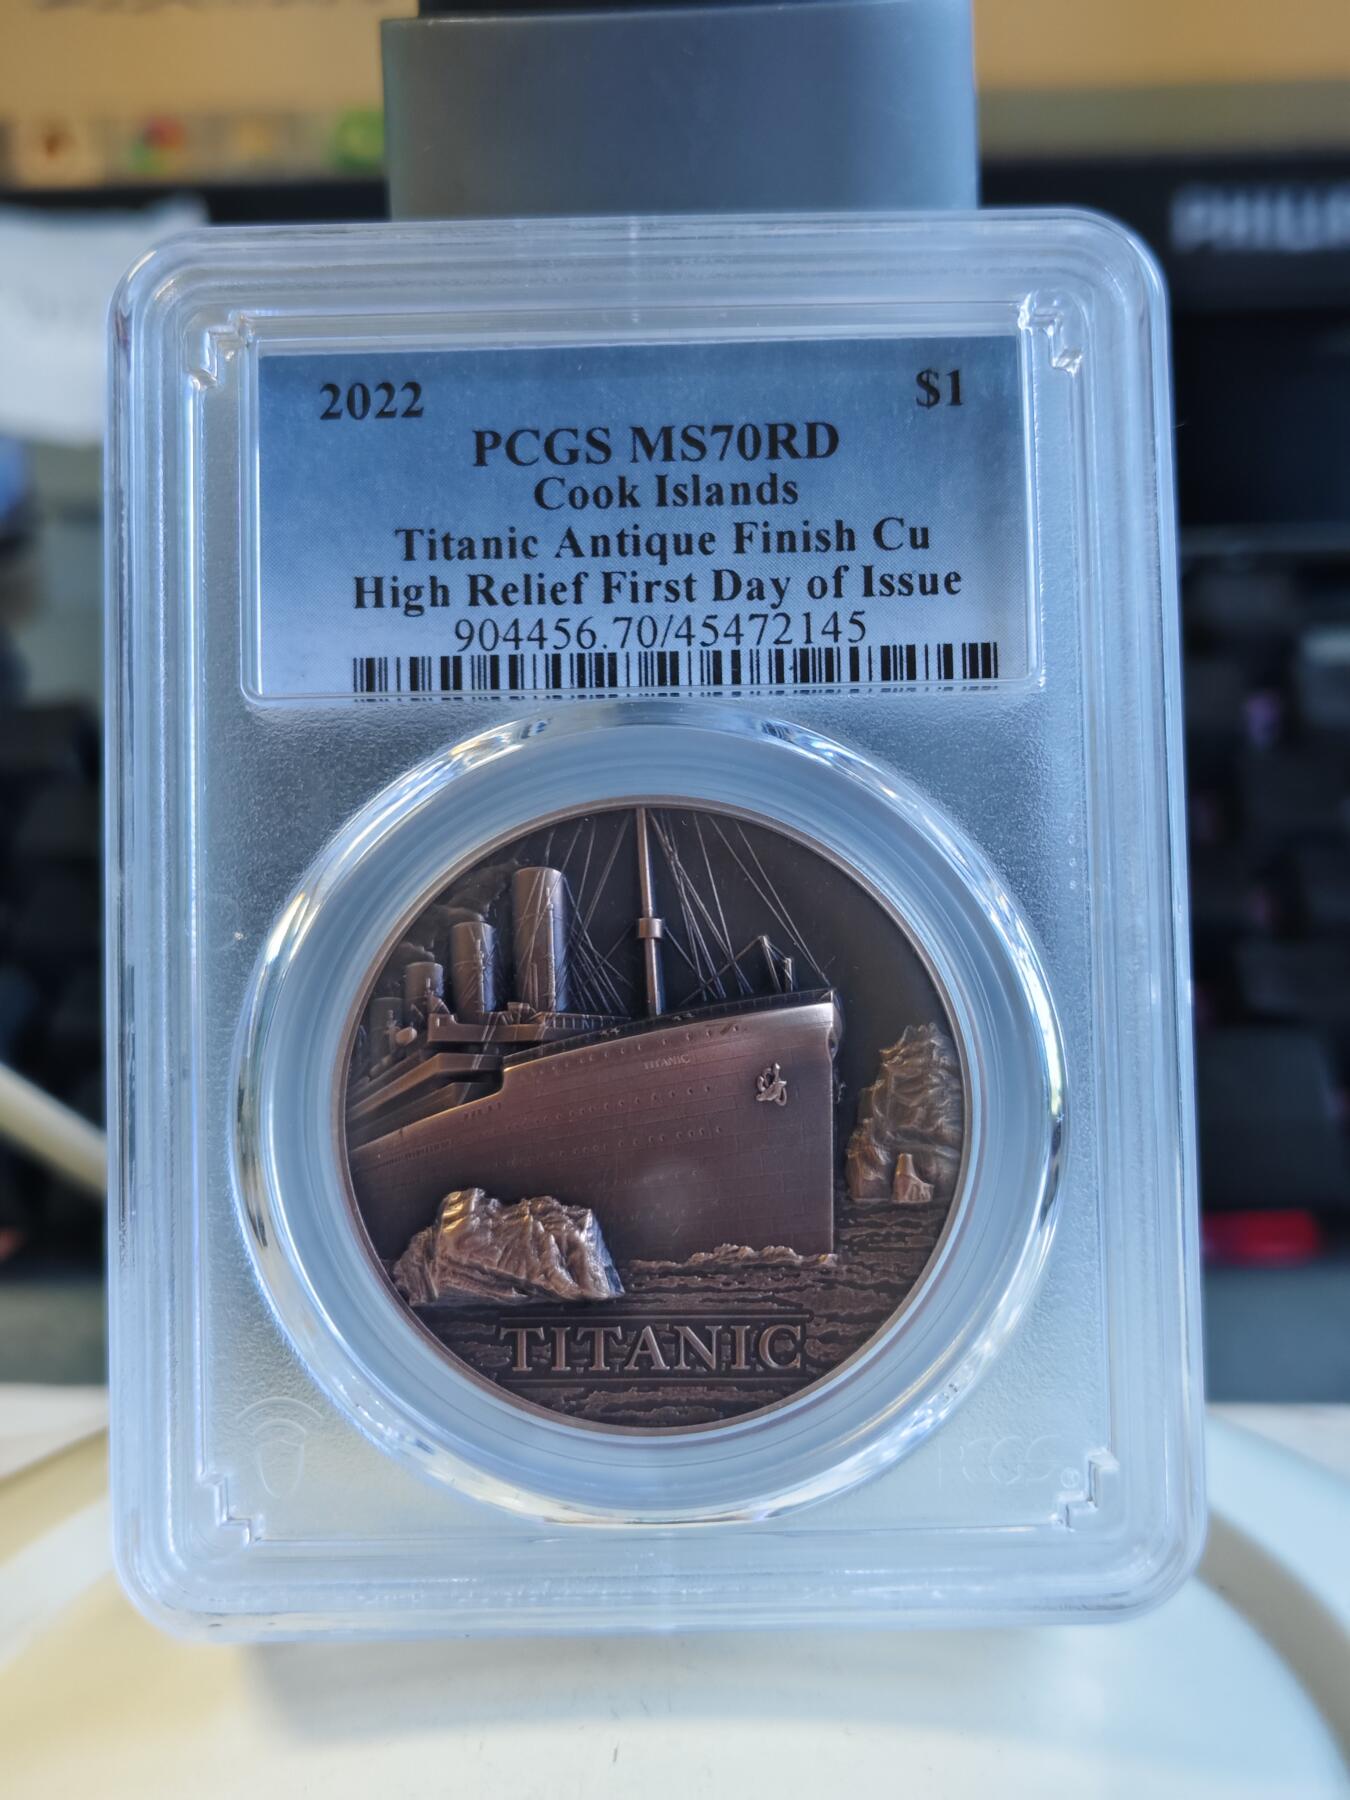 2022 $1
PCGS MS70RD
Cook Islands
Titanic Antique Finish Cu
High Relief First Day of Issue
904456.70/45472145
TITANIC
TITANIC
PCGS